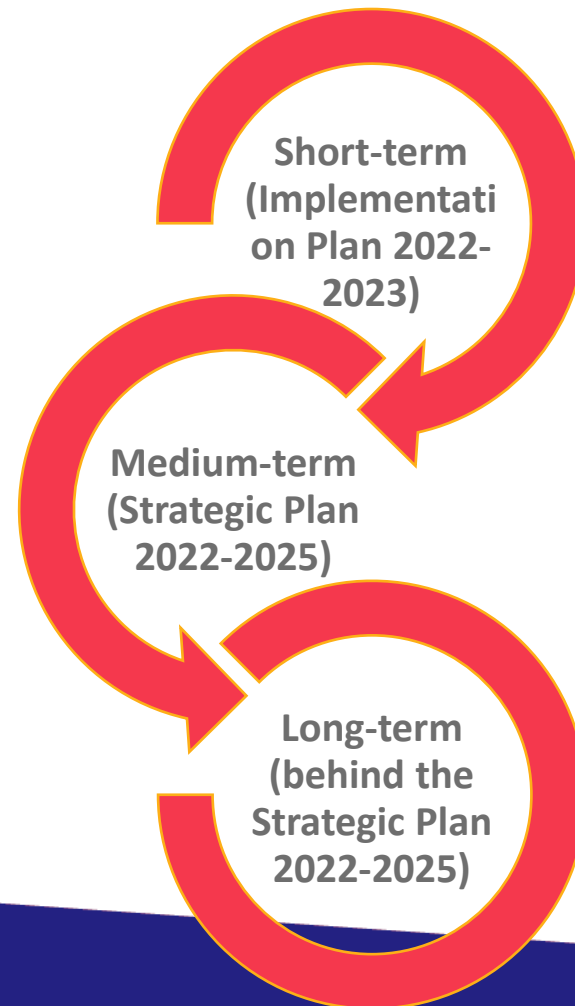 Short-term
(Implementati
on Plan 2022-
2023)
Medium-term
(Strategic Plan
2022-2025)
Long-term
(behind the
Strategic Plan
2022-2025)